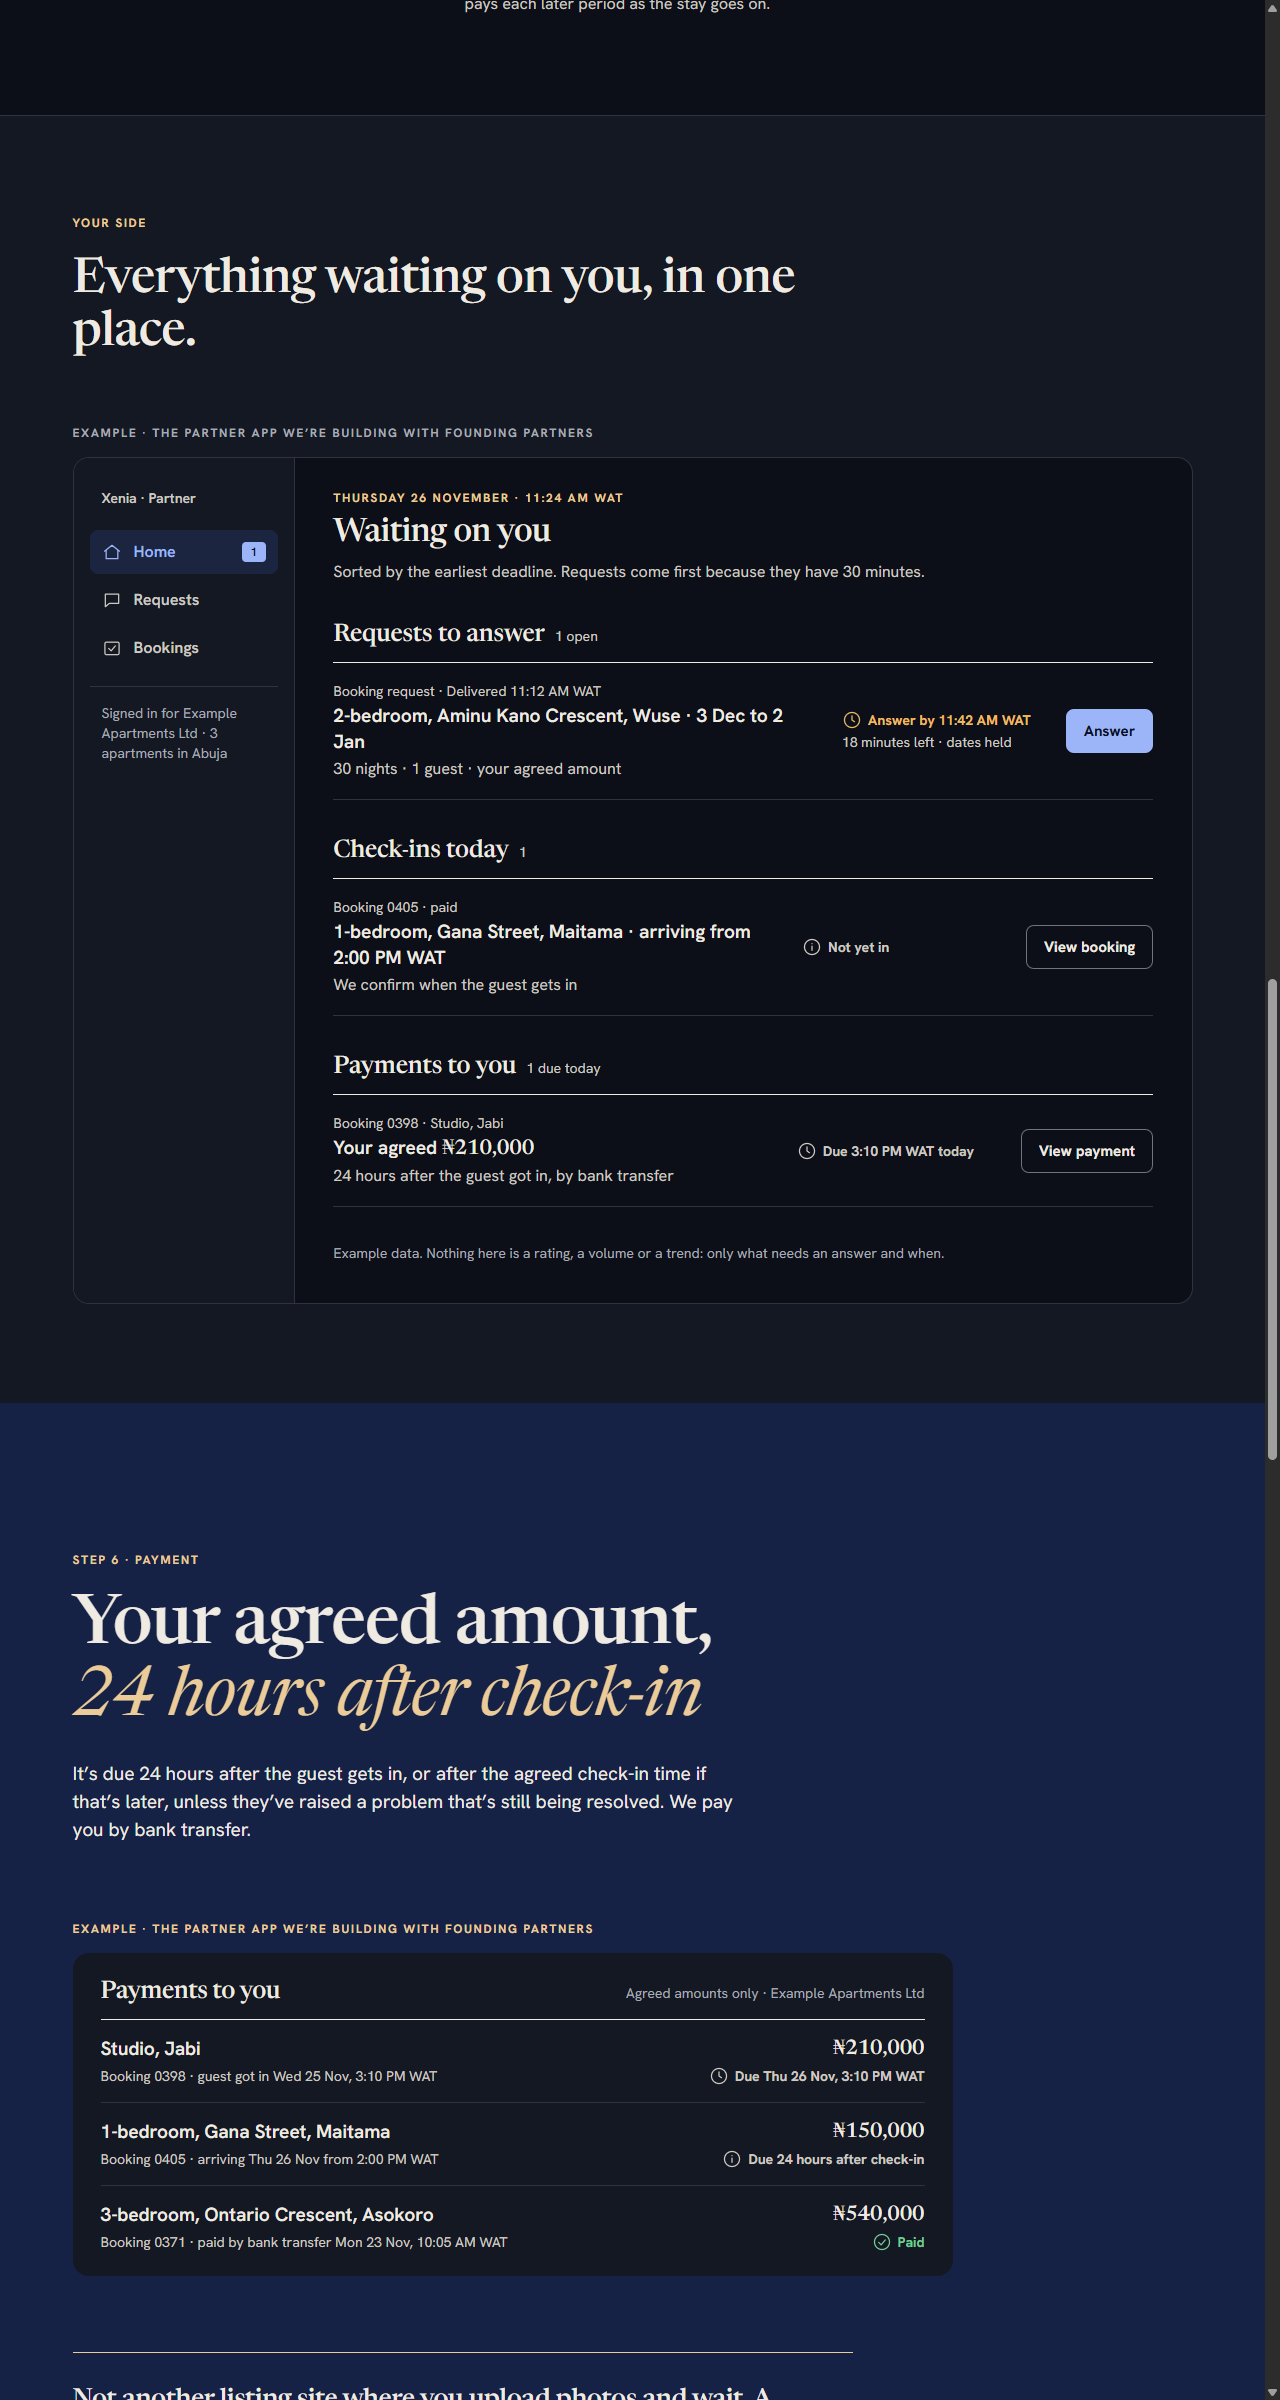 pays each later period as the stay goes on.
YOUR SIDE
Everything waiting on you, in one
place.
EXAMPLE · THE PARTNER APP WE’RE BUILDING WITH FOUNDING PARTNERS
Xenia · Partner
Home 1
Requests
Bookings
Signed in for Example
Apartments Ltd · 3
apartments in Abuja
THURSDAY 26 NOVEMBER · 11:24 AM WAT
Waiting on you
Sorted by the earliest deadline. Requests come first because they have 30 minutes.
Requests to answer 1 open
Booking request · Delivered 11:12 AM WAT
2-bedroom, Aminu Kano Crescent, Wuse · 3 Dec to 2
Jan
30 nights · 1 guest · your agreed amount
Answer by 11:42 AM WAT
18 minutes left · dates held
Answer
Check-ins today 1
Booking 0405 · paid
1-bedroom, Gana Street, Maitama · arriving from
2:00 PM WAT
We confirm when the guest gets in
Not yet in
View booking
Payments to you 1 due today
Booking 0398 · Studio, Jabi
Your agreed ₦210,000
24 hours after the guest got in, by bank transfer
Due 3:10 PM WAT today
View payment
Example data. Nothing here is a rating, a volume or a trend: only what needs an answer and when.
STEP 6 · PAYMENT
Your agreed amount,
24 hours after check-in
It’s due 24 hours after the guest gets in, or after the agreed check-in time if
that’s later, unless they’ve raised a problem that’s still being resolved. We pay
you by bank transfer.
EXAMPLE · THE PARTNER APP WE’RE BUILDING WITH FOUNDING PARTNERS
Payments to you
Agreed amounts only · Example Apartments Ltd
Studio, Jabi
₦210,000
Booking 0398 · guest got in Wed 25 Nov, 3:10 PM WAT
Due Thu 26 Nov, 3:10 PM WAT
1-bedroom, Gana Street, Maitama
₦150,000
Booking 0405 · arriving Thu 26 Nov from 2:00 PM WAT
Due 24 hours after check-in
3-bedroom, Ontario Crescent, Asokoro
₦540,000
Booking 0371 · paid by bank transfer Mon 23 Nov, 10:05 AM WAT
Paid
Not another listing site where you upload photos and wait. A